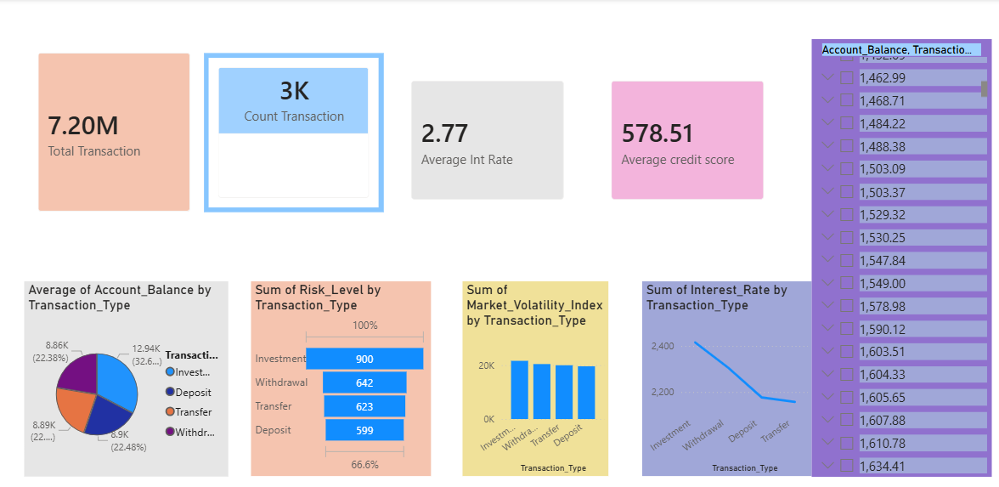 7.20M
Total Transaction
3K
Count Transaction
2.77
Average Int Rate
578.51
Average credit score
Account_Balance, Transactio...
1,462.99
1,468.71
1,484.22
1,488.38
1,503.09
1,503.37
1,529.32
1,530.25
1,547.84
1,549.00
1,578.98
1,590.12
1,603.51
1,604.33
1,605.65
1,607.88
1,610.78
1,634.41
Average of Account_Balance by
Transaction_Type
8.86K
(22.38%)
12.94K
(32.6...)
8.89K
(22....)
8.9K
(22.48%)
Transacti...
Invest...
Deposit
Transfer
Withdr...
Sum of Risk_Level by
Transaction_Type
100%
Investment 900
Withdrawal 642
Transfer 623
Deposit 599
66.6%
Sum of
Market_Volatility_Index
by Transaction_Type
20K
0K
Investm...
Withdra...
Transfer
Deposit
Transaction_Type
Sum of Interest_Rate by
Transaction_Type
2,400
2,200
Investment
Withdrawal
Deposit
Transfer
Transaction_Type